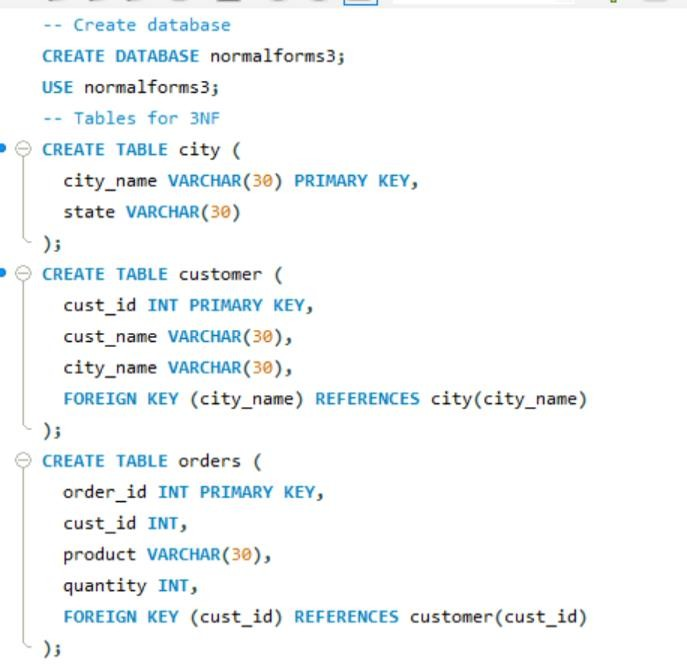 -- Create database
CREATE DATABASE normalforms3;
USE normalforms3;
-- Tables for 3NF
CREATE TABLE city (
city_name VARCHAR(30) PRIMARY KEY,
state VARCHAR(30)
);
CREATE TABLE customer (
cust_id INT PRIMARY KEY,
cust_name VARCHAR(30),
city_name VARCHAR(30),
FOREIGN KEY (city_name) REFERENCES city(city_name)
);
CREATE TABLE orders (
order_id INT PRIMARY KEY,
cust_id INT,
product VARCHAR(30),
quantity INT,
FOREIGN KEY (cust_id) REFERENCES customer(cust_id)
);